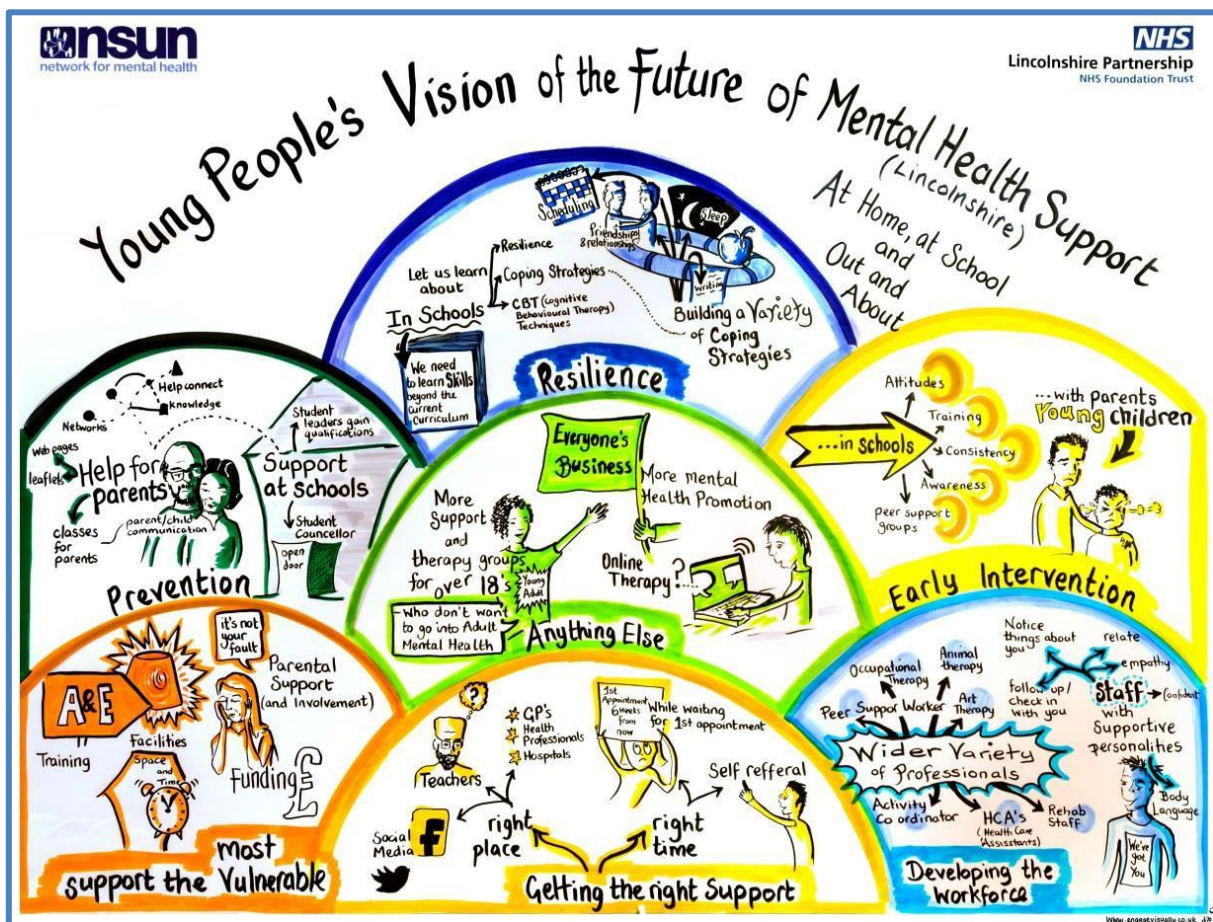 nsun
network for mental health
NHS
Lincolnshire Partnership
NHS Foundation Trust
Young People's Vision of the Future of Mental Health Support
(Lincolnshire)
At Home, at School
and
Out and
About
Scheduling
Friendships
& relationships
Sleep
writing
Let us learn
about
Resilience
Coping Strategies
CBT (Cognitive
Behavioural Therapy)
Techniques
In Schools
We need
to learn Skills
beyond the
Current
Curriculum
Building a Variety
of Coping
Strategies
Resilience
Help connect
Knowledge
Networks
Web pages
leaflets
Help for
parents
classes
for
parents
parent/child
communication
Student
leaders gain
qualifications
Support
at schools
Student
Councellor
open
door
Prevention
Everyone's
Business
More
Support
and
therapy groups
for over 18's
Young
Adult
Who don't want
to go into Adult
Mental Health
More mental
Health Promotion
Online
Therapy?
Anything Else
...in schools
Attitudes
Training
Consistency
Awareness
Peer support
groups
...with parents
Young children
Early Intervention
A&E
Training
Facilities
Space
and
Time
it's not
your
fault
Parental
Support
(and Involvement)
Funding £
support the most Vulnerable
Teachers
?
GP's
Health
Professionals
Hospitals
Social
Media
f
right
place
1st
Appointment
6 weeks
from
now
While waiting
for 1st appointment
Self refferal
right
time
Getting the right Support
Occupational
Therapy
Animal
therapy
Peer Support Worker
Art
Therapy
Wider Variety
of Professionals
Activity
Co ordinator
HCA's
(Health Care
Assisstants)
Rehab
Staff
Notice
things about
you
relate
empathy
follow up/
check in
with you
Staff
Confident
with
Supportive
personalities
Body
Language
We've
got
You
Developing the
Workforce
www.engagevisually.co.uk